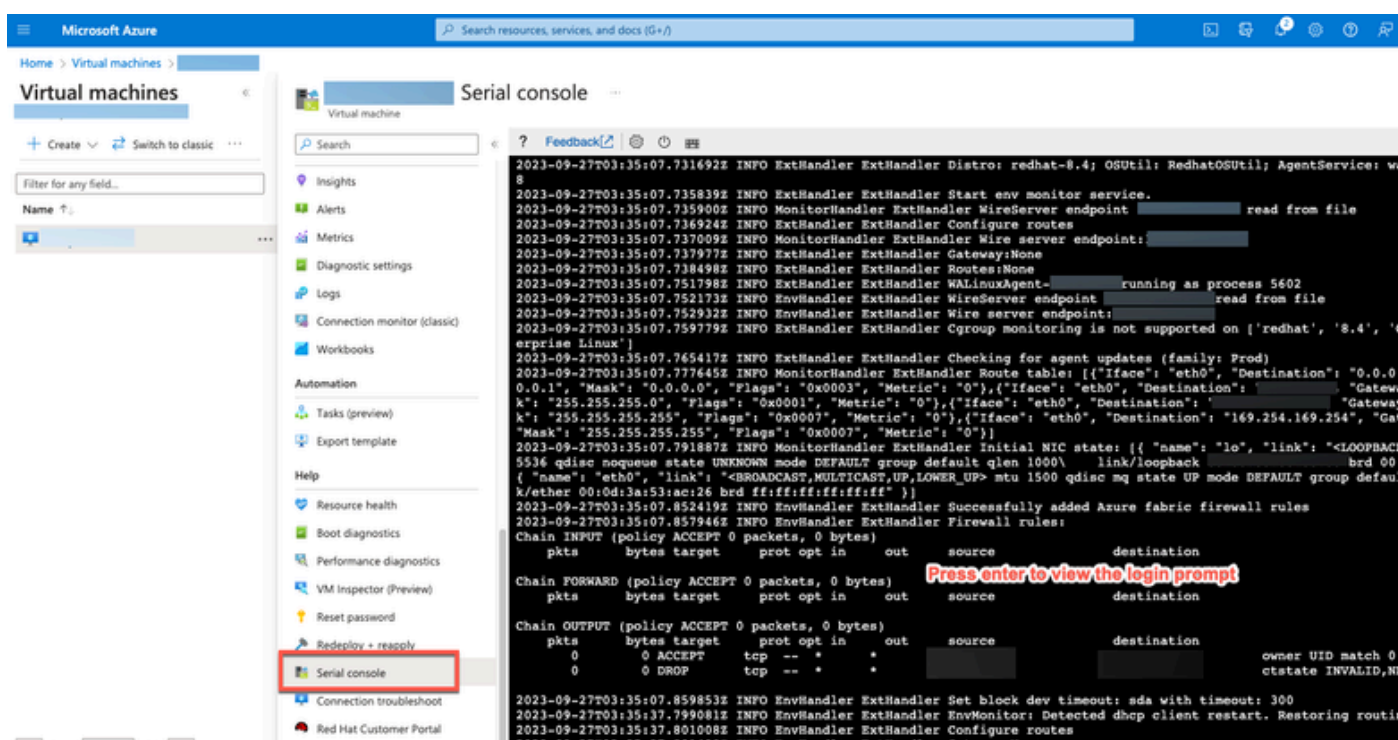 Microsoft Azure
Search resources, services, and docs (G+/)
2
Home > Virtual machines >
Virtual machines
«
Serial console
...
Virtual machine
+ Create
Switch to classic
...
Search
«
? Feedback
Filter for any field...
Name ↑↓
...
Insights
Alerts
Metrics
Diagnostic settings
Logs
Connection monitor (classic)
Workbooks
Automation
Tasks (preview)
Export template
Help
Resource health
Boot diagnostics
Performance diagnostics
VM Inspector (Preview)
Reset password
Redeploy + reapply
Serial console
Connection troubleshoot
Red Hat Customer Portal
2023-09-27T03:35:07.731692Z INFO ExtHandler ExtHandler Distro: redhat-8.4; OSUtil: RedhatOSUtil; AgentService: wa
8
2023-09-27T03:35:07.735839Z INFO ExtHandler ExtHandler Start env monitor service.
2023-09-27T03:35:07.735900Z INFO MonitorHandler ExtHandler WireServer endpoint read from file
2023-09-27T03:35:07.736924Z INFO ExtHandler ExtHandler Configure routes
2023-09-27T03:35:07.737009Z INFO MonitorHandler ExtHandler Wire server endpoint:
2023-09-27T03:35:07.737977Z INFO ExtHandler ExtHandler Gateway:None
2023-09-27T03:35:07.738498Z INFO ExtHandler ExtHandler Routes:None
2023-09-27T03:35:07.751798Z INFO ExtHandler ExtHandler WALinuxAgent- running as process 5602
2023-09-27T03:35:07.752173Z INFO EnvHandler ExtHandler WireServer endpoint read from file
2023-09-27T03:35:07.752932Z INFO EnvHandler ExtHandler Wire server endpoint:
2023-09-27T03:35:07.759779Z INFO ExtHandler ExtHandler Cgroup monitoring is not supported on ['redhat', '8.4', '
erprise Linux']
2023-09-27T03:35:07.765417Z INFO ExtHandler ExtHandler Checking for agent updates (family: Prod)
2023-09-27T03:35:07.777645Z INFO MonitorHandler ExtHandler Route table: [{"Iface": "eth0", "Destination": "0.0.0
0.0.1", "Mask": "0.0.0.0", "Flags": "0x0003", "Metric": "0"},{"Iface": "eth0", "Destination": " "Gatew
k": "255.255.255.0", "Flags": "0x0001", "Metric": "0"},{"Iface": "eth0", "Destination": " "Gateway
k": "255.255.255.255", "Flags": "0x0007", "Metric": "0"},{"Iface": "eth0", "Destination": "169.254.169.254", "Ga
"Mask": "255.255.255.255", "Flags": "0x0007", "Metric": "0"}]
2023-09-27T03:35:07.791887Z INFO MonitorHandler ExtHandler Initial NIC state: [{ "name": "lo", "link": "<LOOPBACK
5536 qdisc noqueue state UNKNOWN mode DEFAULT group default qlen 1000\ link/loopback brd 00
{ "name": "eth0", "link": "<BROADCAST,MULTICAST,UP,LOWER_UP> mtu 1500 qdisc mq state UP mode DEFAULT group defaul
k/ether 00:0d:3a:53:ac:26 brd ff:ff:ff:ff:ff:ff" }]
2023-09-27T03:35:07.852419Z INFO EnvHandler ExtHandler Successfully added Azure fabric firewall rules
2023-09-27T03:35:07.857946Z INFO EnvHandler ExtHandler Firewall rules:
Chain INPUT (policy ACCEPT 0 packets, 0 bytes)
pkts bytes target prot opt in out source destination
Press enter to view the login prompt
Chain FORWARD (policy ACCEPT 0 packets, 0 bytes)
pkts bytes target prot opt in out source destination
Chain OUTPUT (policy ACCEPT 0 packets, 0 bytes)
pkts bytes target prot opt in out source destination
0 0 ACCEPT tcp -- * * owner UID match 0
0 0 DROP tcp -- * * ctstate INVALID,NE
2023-09-27T03:35:07.859853Z INFO EnvHandler ExtHandler Set block dev timeout: sda with timeout: 300
2023-09-27T03:35:37.799081Z INFO EnvHandler ExtHandler EnvMonitor: Detected dhcp client restart. Restoring routin
2023-09-27T03:35:37.801008Z INFO EnvHandler ExtHandler Configure routes